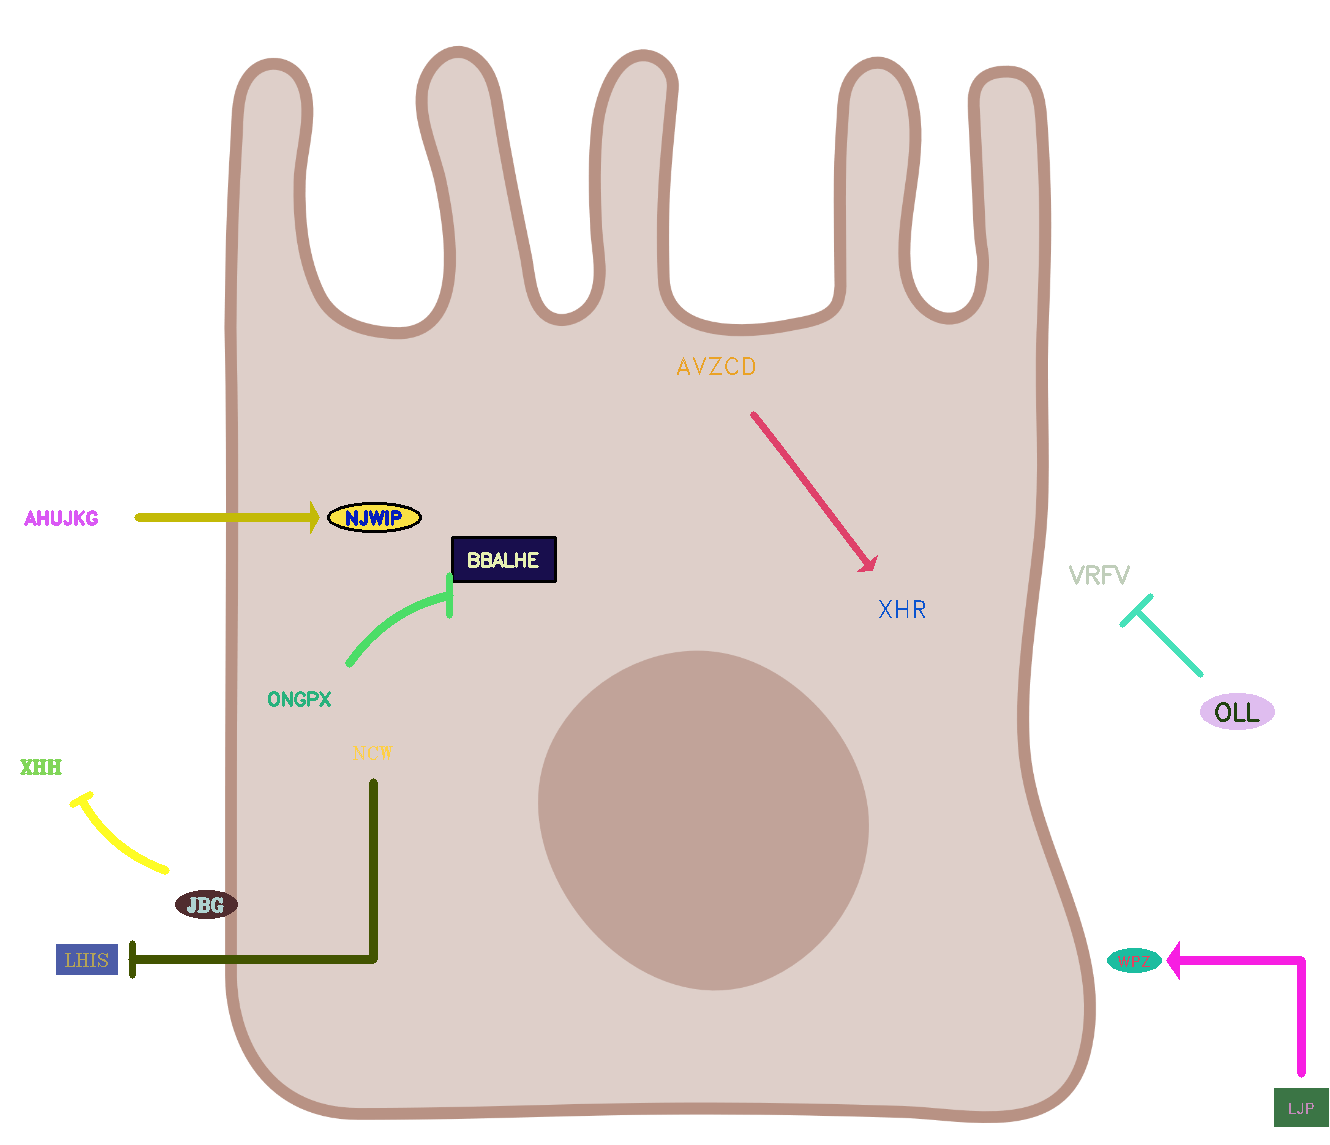 AVZCD
AHUJKG
NJWIP
BBALHE
VRFV
XHR
ONGPX
OLL
NCW
XHH
JBG
LHIS
WPZ
LJP